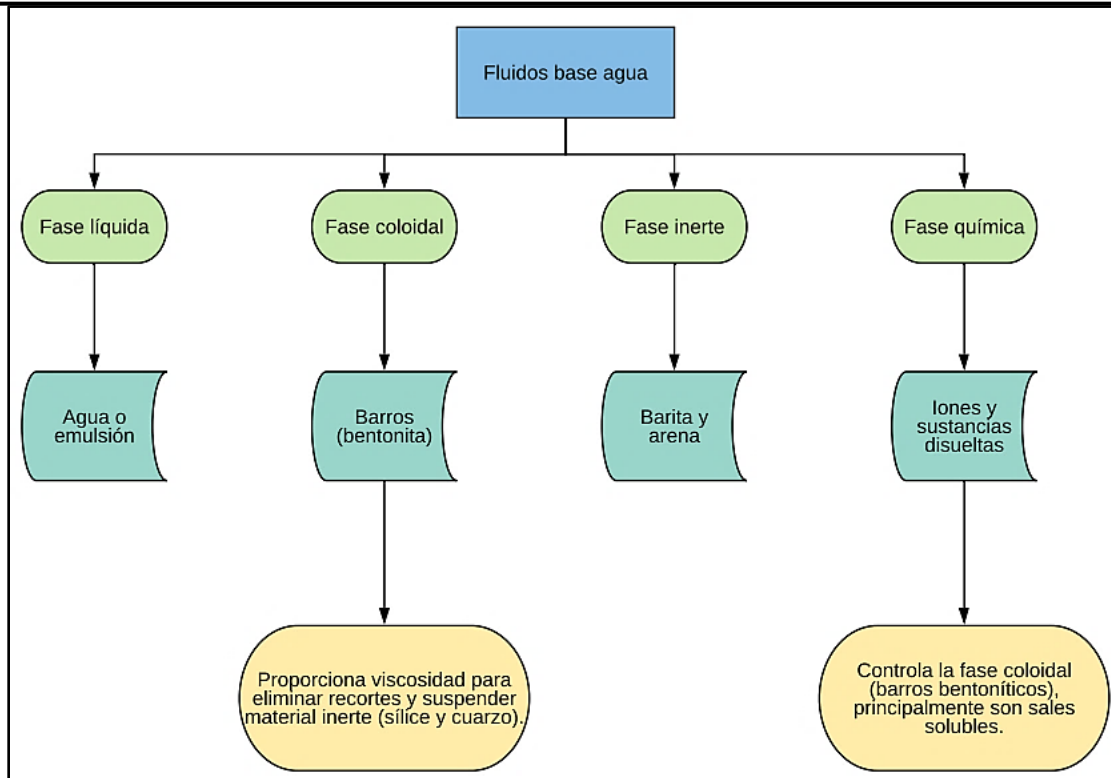 Fluidos base agua
Fase líquida
Fase coloidal
Fase inerte
Fase química
Agua o
emulsión
Barros
(bentonita)
Barita y
arena
Iones y
sustancias
disueltas
Proporciona viscosidad para
eliminar recortes y suspender
material inerte (sílice y cuarzo).
Controla la fase coloidal
(barros bentoníticos),
principalmente son sales
solubles.